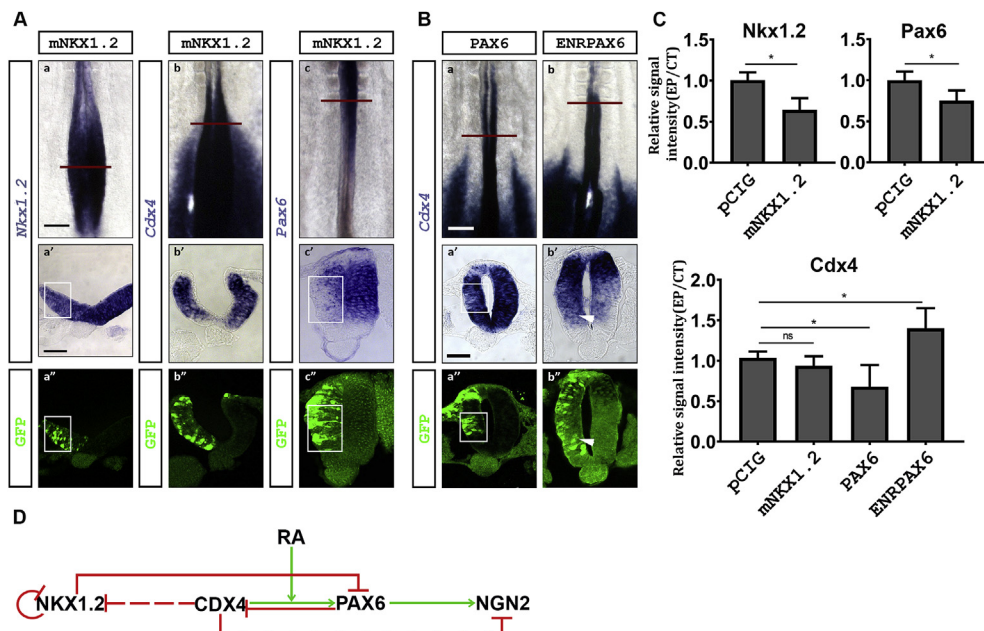 A
mNKX1.2
mNKX1.2
mNKX1.2
Nkx1.2
a
Cdx4
b
Pax6
c
a'
b'
c'
GFP
a"
GFP
b"
GFP
c"
B
PAX6
ENRPAX6
Cdx4
a
b
a'
b'
GFP
a"
b"
C
Nkx1.2
Relative signal
intensity(EP/CT)
1.5
1.0
0.5
0.0
*
pCIG
mNKX1.2
Pax6
1.5
1.0
0.5
0.0
*
pCIG
mNKX1.2
Cdx4
Relative signal intensity(EP/CT)
2.0
1.5
1.0
0.5
0.0
*
*
ns
pCIG
mNKX1.2
PAX6
ENRPAX6
D
RA
NKX1.2
CDX4
PAX6
NGN2